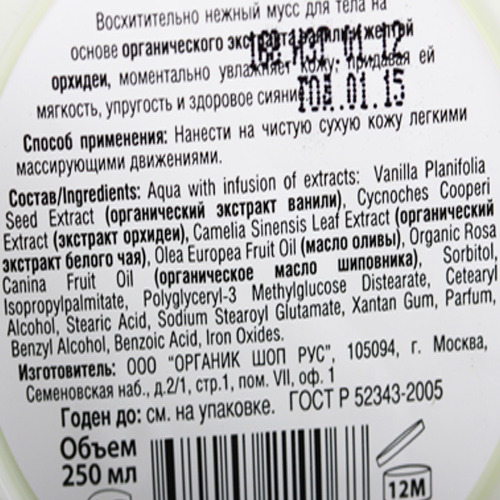 Восхитительно нежный мусс для тела на
основе органического экстракта ванили и желтой
орхидеи, моментально увлажняет кожу, придавая ей
мягкость, упругость и здоровое сияние
ГОД.01.15
Способ применения: Нанести на чистую сухую кожу легкими
массирующими движениями.
Состав/Ingredients: Aqua with infusion of extracts: Vanilla Planifolia
Seed Extract (органический экстракт ванили), Cycnoches Cooperi
Extract (экстракт орхидеи), Camelia Sinensis Leaf Extract (органический
экстракт белого чая), Olea Europea Fruit Oil (масло оливы), Organic Rosa
Canina Fruit Oil (органическое масло шиповника), Sorbitol,
Isopropylpalmitate, Polyglyceryl-3 Methylglucose Distearate, Cetearyl
Alcohol, Stearic Acid, Sodium Stearoyl Glutamate, Xantan Gum, Parfum,
Benzyl Alcohol, Benzoic Acid, Iron Oxides.
Изготовитель: ООО "ОРГАНИК ШОП РУС", 105094, г. Москва,
Семеновская наб., д.2/1, стр.1, пом. VII, оф. 1
Годен до: см. на упаковке. ГОСТ Р 52343-2005
Объем
250 мл
12M